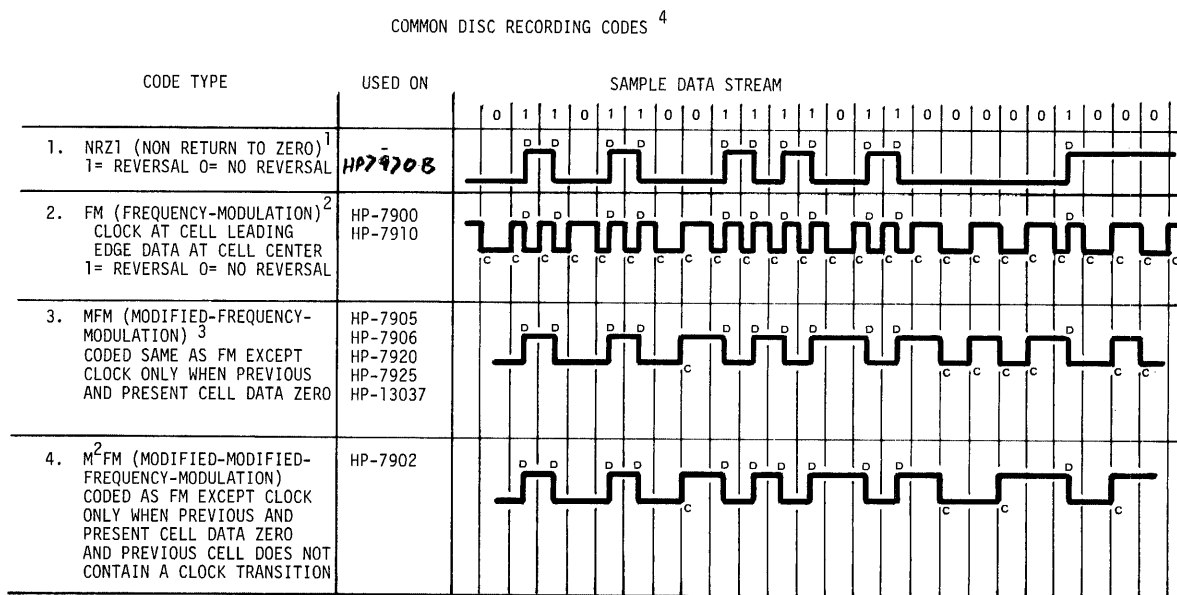 COMMON DISC RECORDING CODES 4
CODE TYPE USED ON SAMPLE DATA STREAM
0 1 1 0 1 1 0 0 1 1 1 1 0 1 1 0 0 0 0 0 1 0 0 0
1. NRZ1 (NON RETURN TO ZERO)1
1= REVERSAL 0= NO REVERSAL
HP7970B
D D D D D D D D D D D
2. FM (FREQUENCY-MODULATION)2
CLOCK AT CELL LEADING
EDGE DATA AT CELL CENTER
1= REVERSAL 0= NO REVERSAL
HP-7900
HP-7910
D D D D D D D D D D D
C C C C C C C C C C C C C C C C C C C C C C C C C
3. MFM (MODIFIED-FREQUENCY-
MODULATION) 3
CODED SAME AS FM EXCEPT
CLOCK ONLY WHEN PREVIOUS
AND PRESENT CELL DATA ZERO
HP-7905
HP-7906
HP-7920
HP-7925
HP-13037
D D D D D D D D D D D
C C C C C C C
4. M2FM (MODIFIED-MODIFIED-
FREQUENCY-MODULATION)
CODED AS FM EXCEPT CLOCK
ONLY WHEN PREVIOUS AND
PRESENT CELL DATA ZERO
AND PREVIOUS CELL DOES NOT
CONTAIN A CLOCK TRANSITION
HP-7902
D D D D D D D D D D D
C C C C